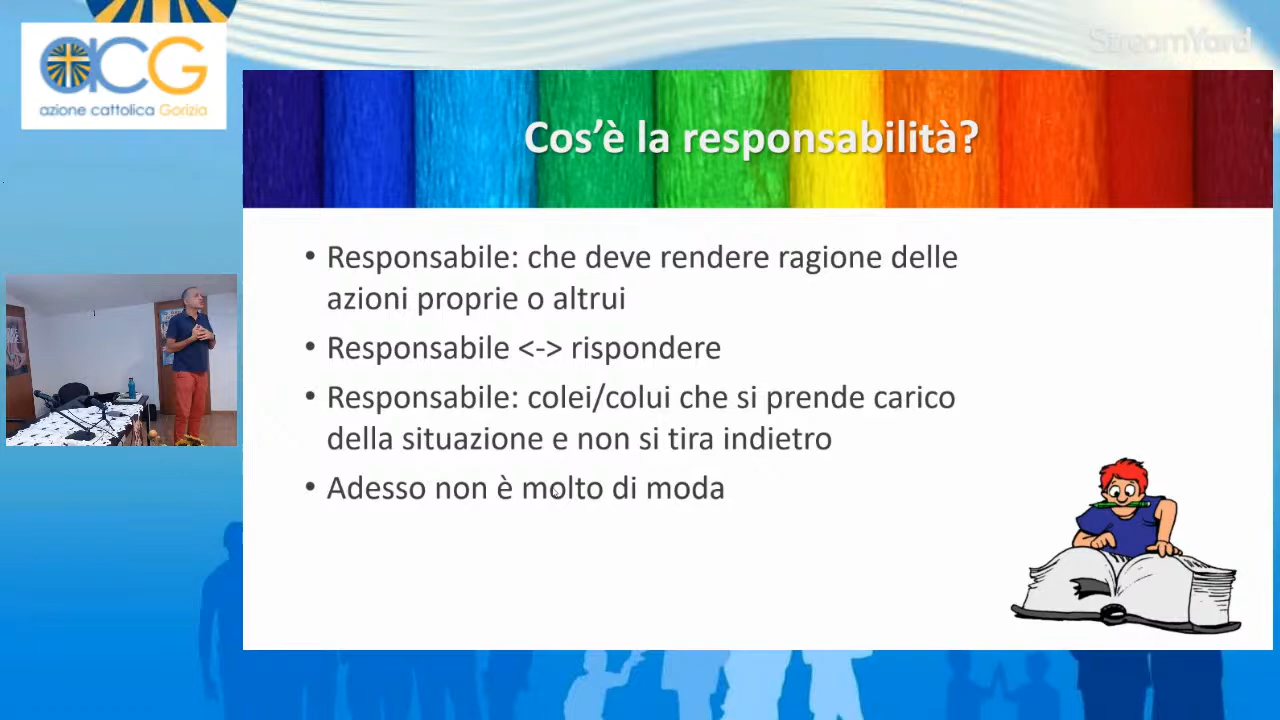 StreamYard
acG
azione cattolica Gorizia
Cos'è la responsabilità?
• Responsabile: che deve rendere ragione delle
azioni proprie o altrui
• Responsabile <-> rispondere
• Responsabile: colei/colui che si prende carico
della situazione e non si tira indietro
• Adesso non è molto di moda